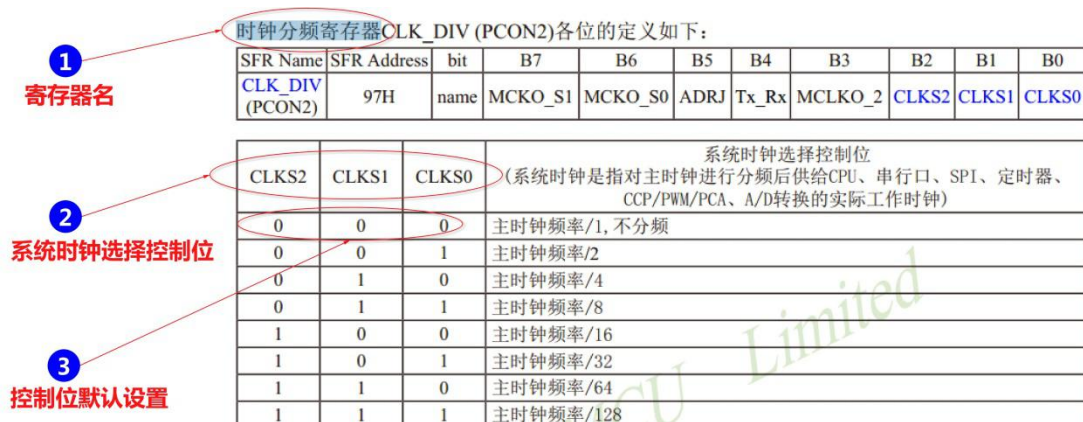 时钟分频寄存器CLK_DIV (PCON2)各位的定义如下：
SFR Name SFR Address bit B7 B6 B5 B4 B3 B2 B1 B0
CLK_DIV
(PCON2) 97H name MCKO_S1 MCKO_S0 ADRJ Tx_Rx MCLKO_2 CLKS2 CLKS1 CLKS0
1
寄存器名
CLKS2 CLKS1 CLKS0 系统时钟选择控制位
(系统时钟是指对主时钟进行分频后供给CPU、串行口、SPI、定时器、
CCP/PWM/PCA、A/D转换的实际工作时钟)
0 0 0 主时钟频率/1,不分频
0 0 1 主时钟频率/2
0 1 0 主时钟频率/4
0 1 1 主时钟频率/8
1 0 0 主时钟频率/16
1 0 1 主时钟频率/32
1 1 0 主时钟频率/64
1 1 1 主时钟频率/128
2
系统时钟选择控制位
3
控制位默认设置
Limited